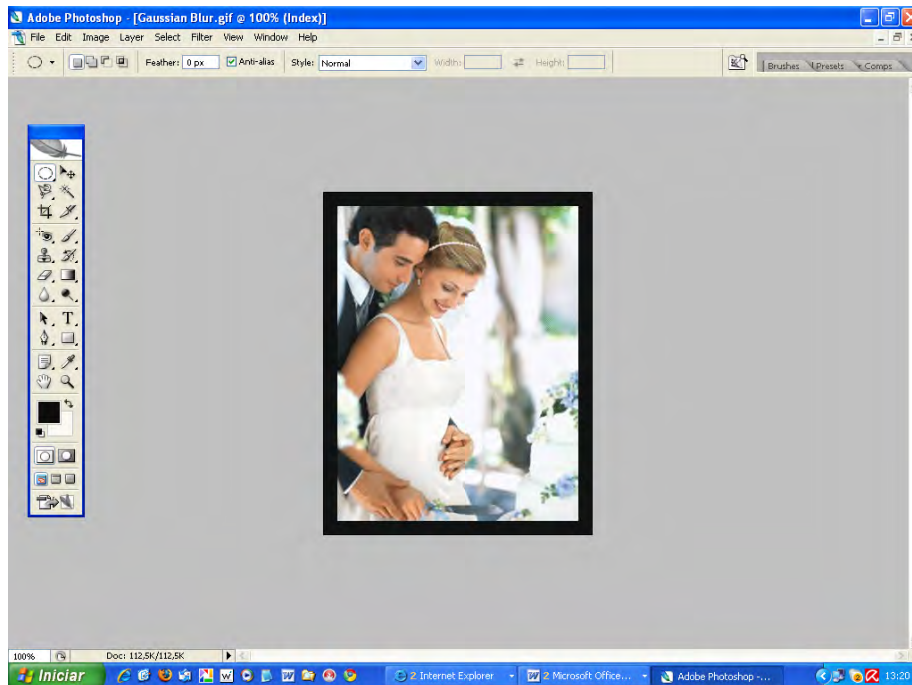 Adobe Photoshop - [Gaussian Blur.gif @ 100% (Index)]
File Edit Image Layer Select Filter View Window Help
Feather: 0 px Anti-alias Style: Normal Width: Height: Brushes Presets Comps
T
100% Doc: 112,5K/112,5K
Iniciar 2 Internet Explorer 2 Microsoft Office... Adobe Photoshop -... 13:20